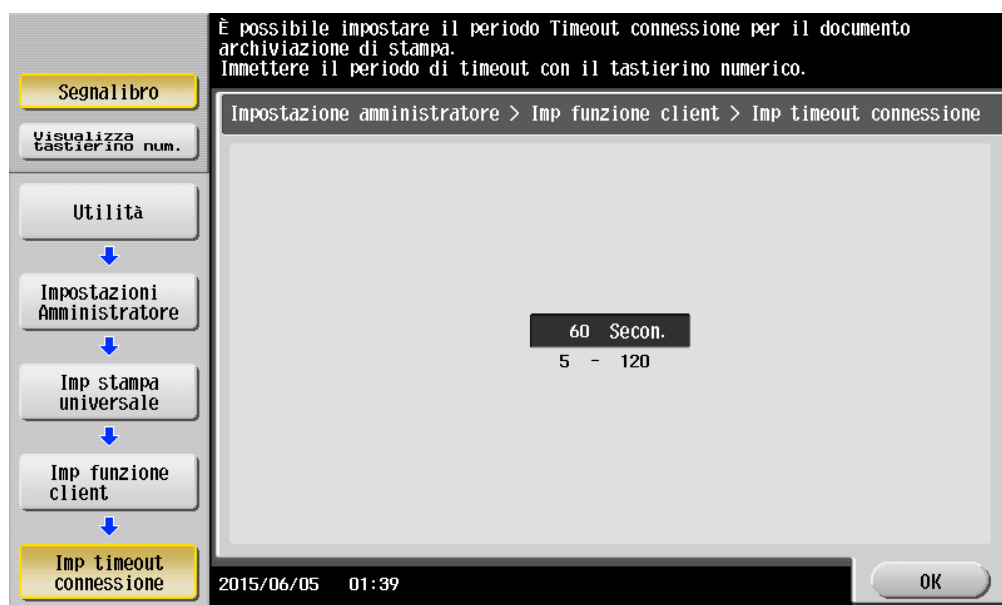 È possibile impostare il periodo Timeout connessione per il documento
archiviazione di stampa.
Immettere il periodo di timeout con il tastierino numerico.
Segnalibro
Visualizza
tastierino num.
Utilità
Impostazioni
Amministratore
Imp stampa
universale
Imp funzione
client
Imp timeout
connessione
Impostazione amministratore > Imp funzione client > Imp timeout connessione
60 Secon.
5 - 120
2015/06/05 01:39
OK